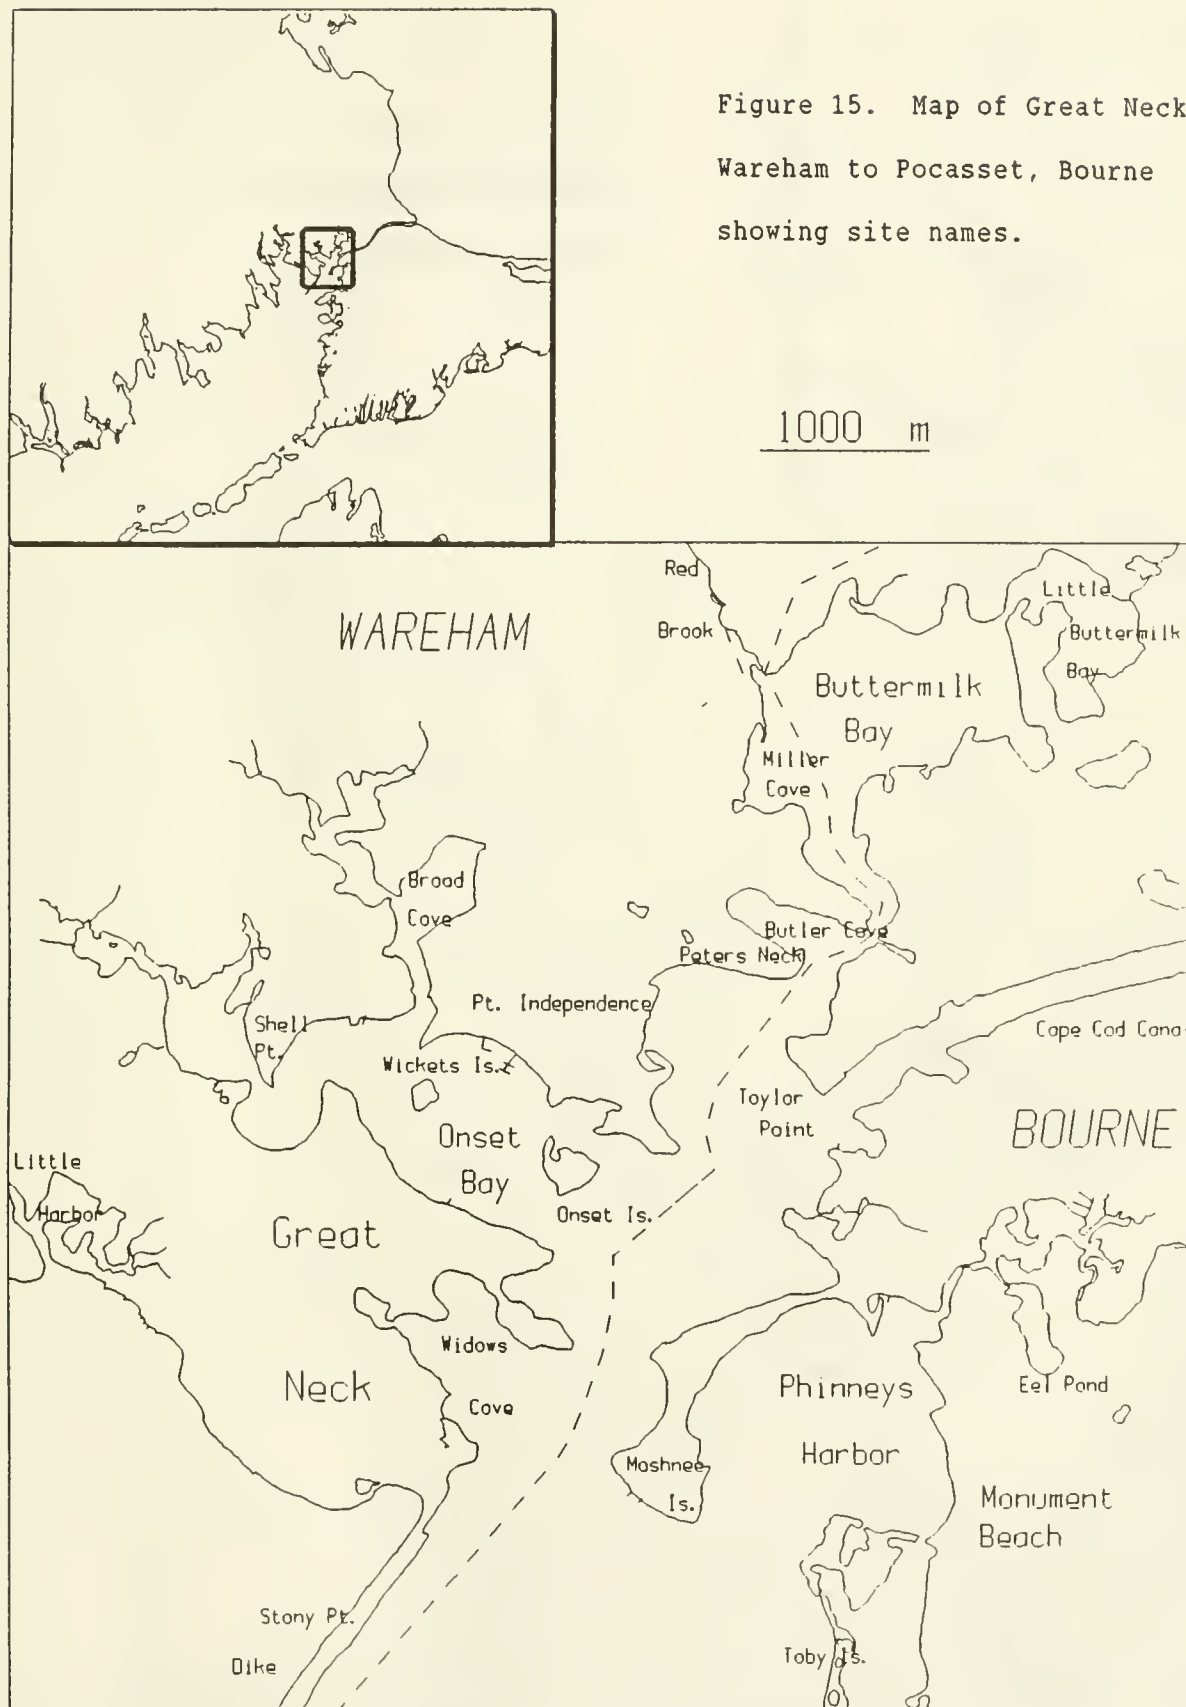 Figure 15. Map of Great Neck
Wareham to Pocasset, Bourne
showing site names.
1000 m
Red
Brook
WAREHAM
Little
Buttermilk
Bay
Buttermilk
Bay
Miller
Cove
Broad
Cove
Butler Cove
Peters Neck
Pt. Independence
Shell
Pt.
Wickets Is.
Cape Cod Cana
Taylor
Point
BOURNE
Onset
Bay
Little
Harbor
Onset Is.
Great
Neck
Widows
Cove
Phinneys
Harbor
Eel Pond
Mashnee
Is.
Monument
Beach
Stony Pt.
Dike
Toby Is.